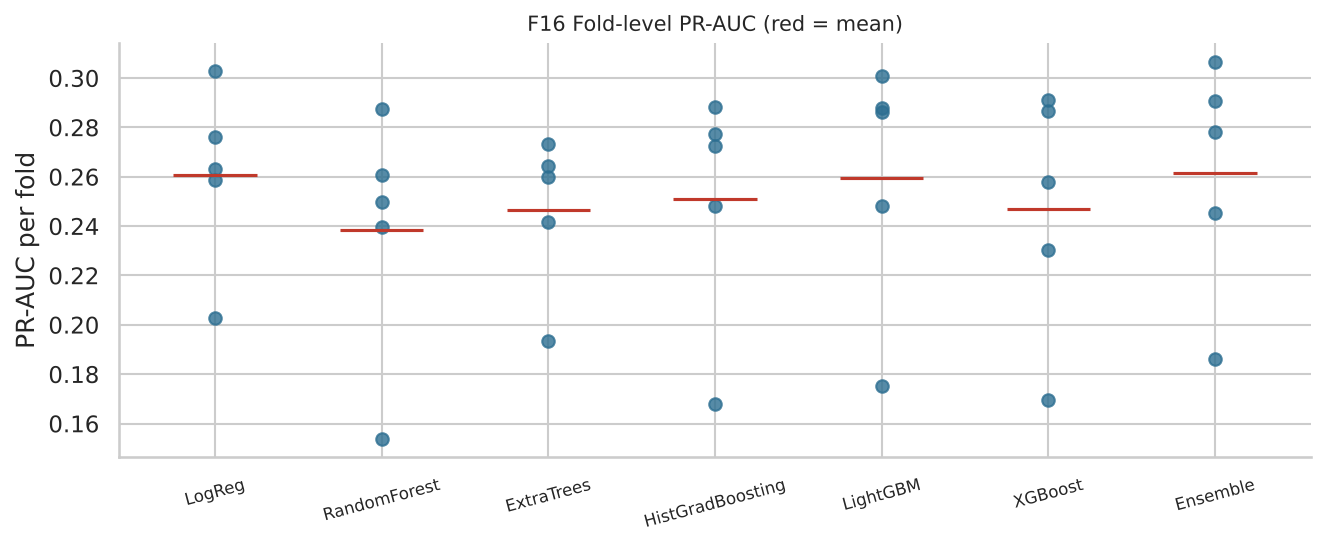 F16 Fold-level PR-AUC (red = mean)
PR-AUC per fold
0.30
0.28
0.26
0.24
0.22
0.20
0.18
0.16
LogReg
RandomForest
ExtraTrees
HistGradBoosting
LightGBM
XGBoost
Ensemble